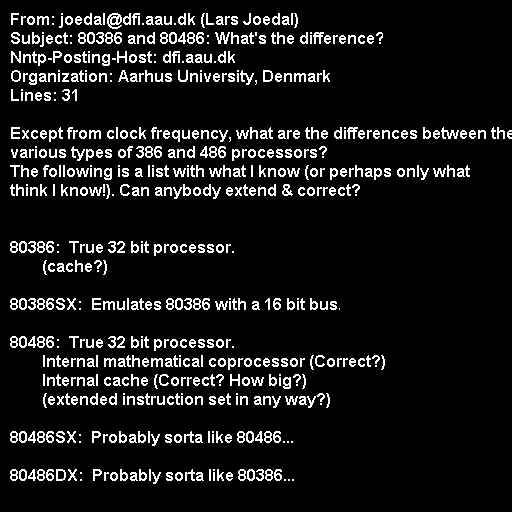 From: joedal@dfi.aau.dk (Lars Joedal)
Subject: 80386 and 80486: What's the difference?
Nntp-Posting-Host: dfi.aau.dk
Organization: Aarhus University, Denmark
Lines: 31

Except from clock frequency, what are the differences between the
various types of 386 and 486 processors?
The following is a list with what I know (or perhaps only what
think I know!). Can anybody extend & correct?

80386:  True 32 bit processor.
(cache?)

80386SX:  Emulates 80386 with a 16 bit bus.

80486:  True 32 bit processor.
Internal mathematical coprocessor (Correct?)
Internal cache (Correct? How big?)
(extended instruction set in any way?)

80486SX:  Probably sorta like 80486...

80486DX:  Probably sorta like 80386...